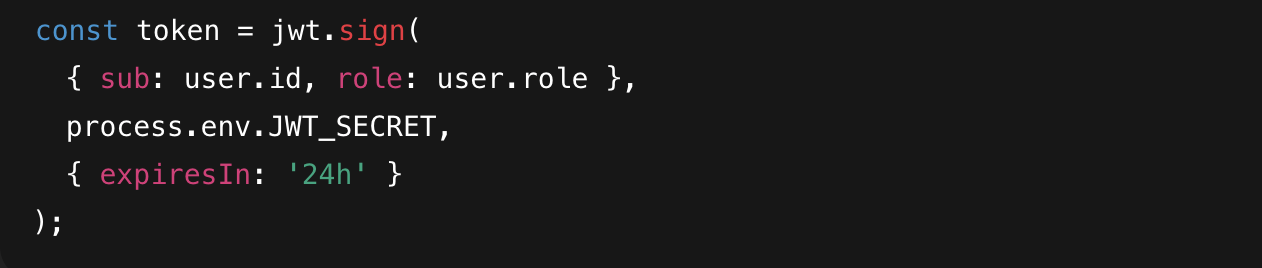 const token = jwt.sign(
  { sub: user.id, role: user.role },
  process.env.JWT_SECRET,
  { expiresIn: '24h' }
);